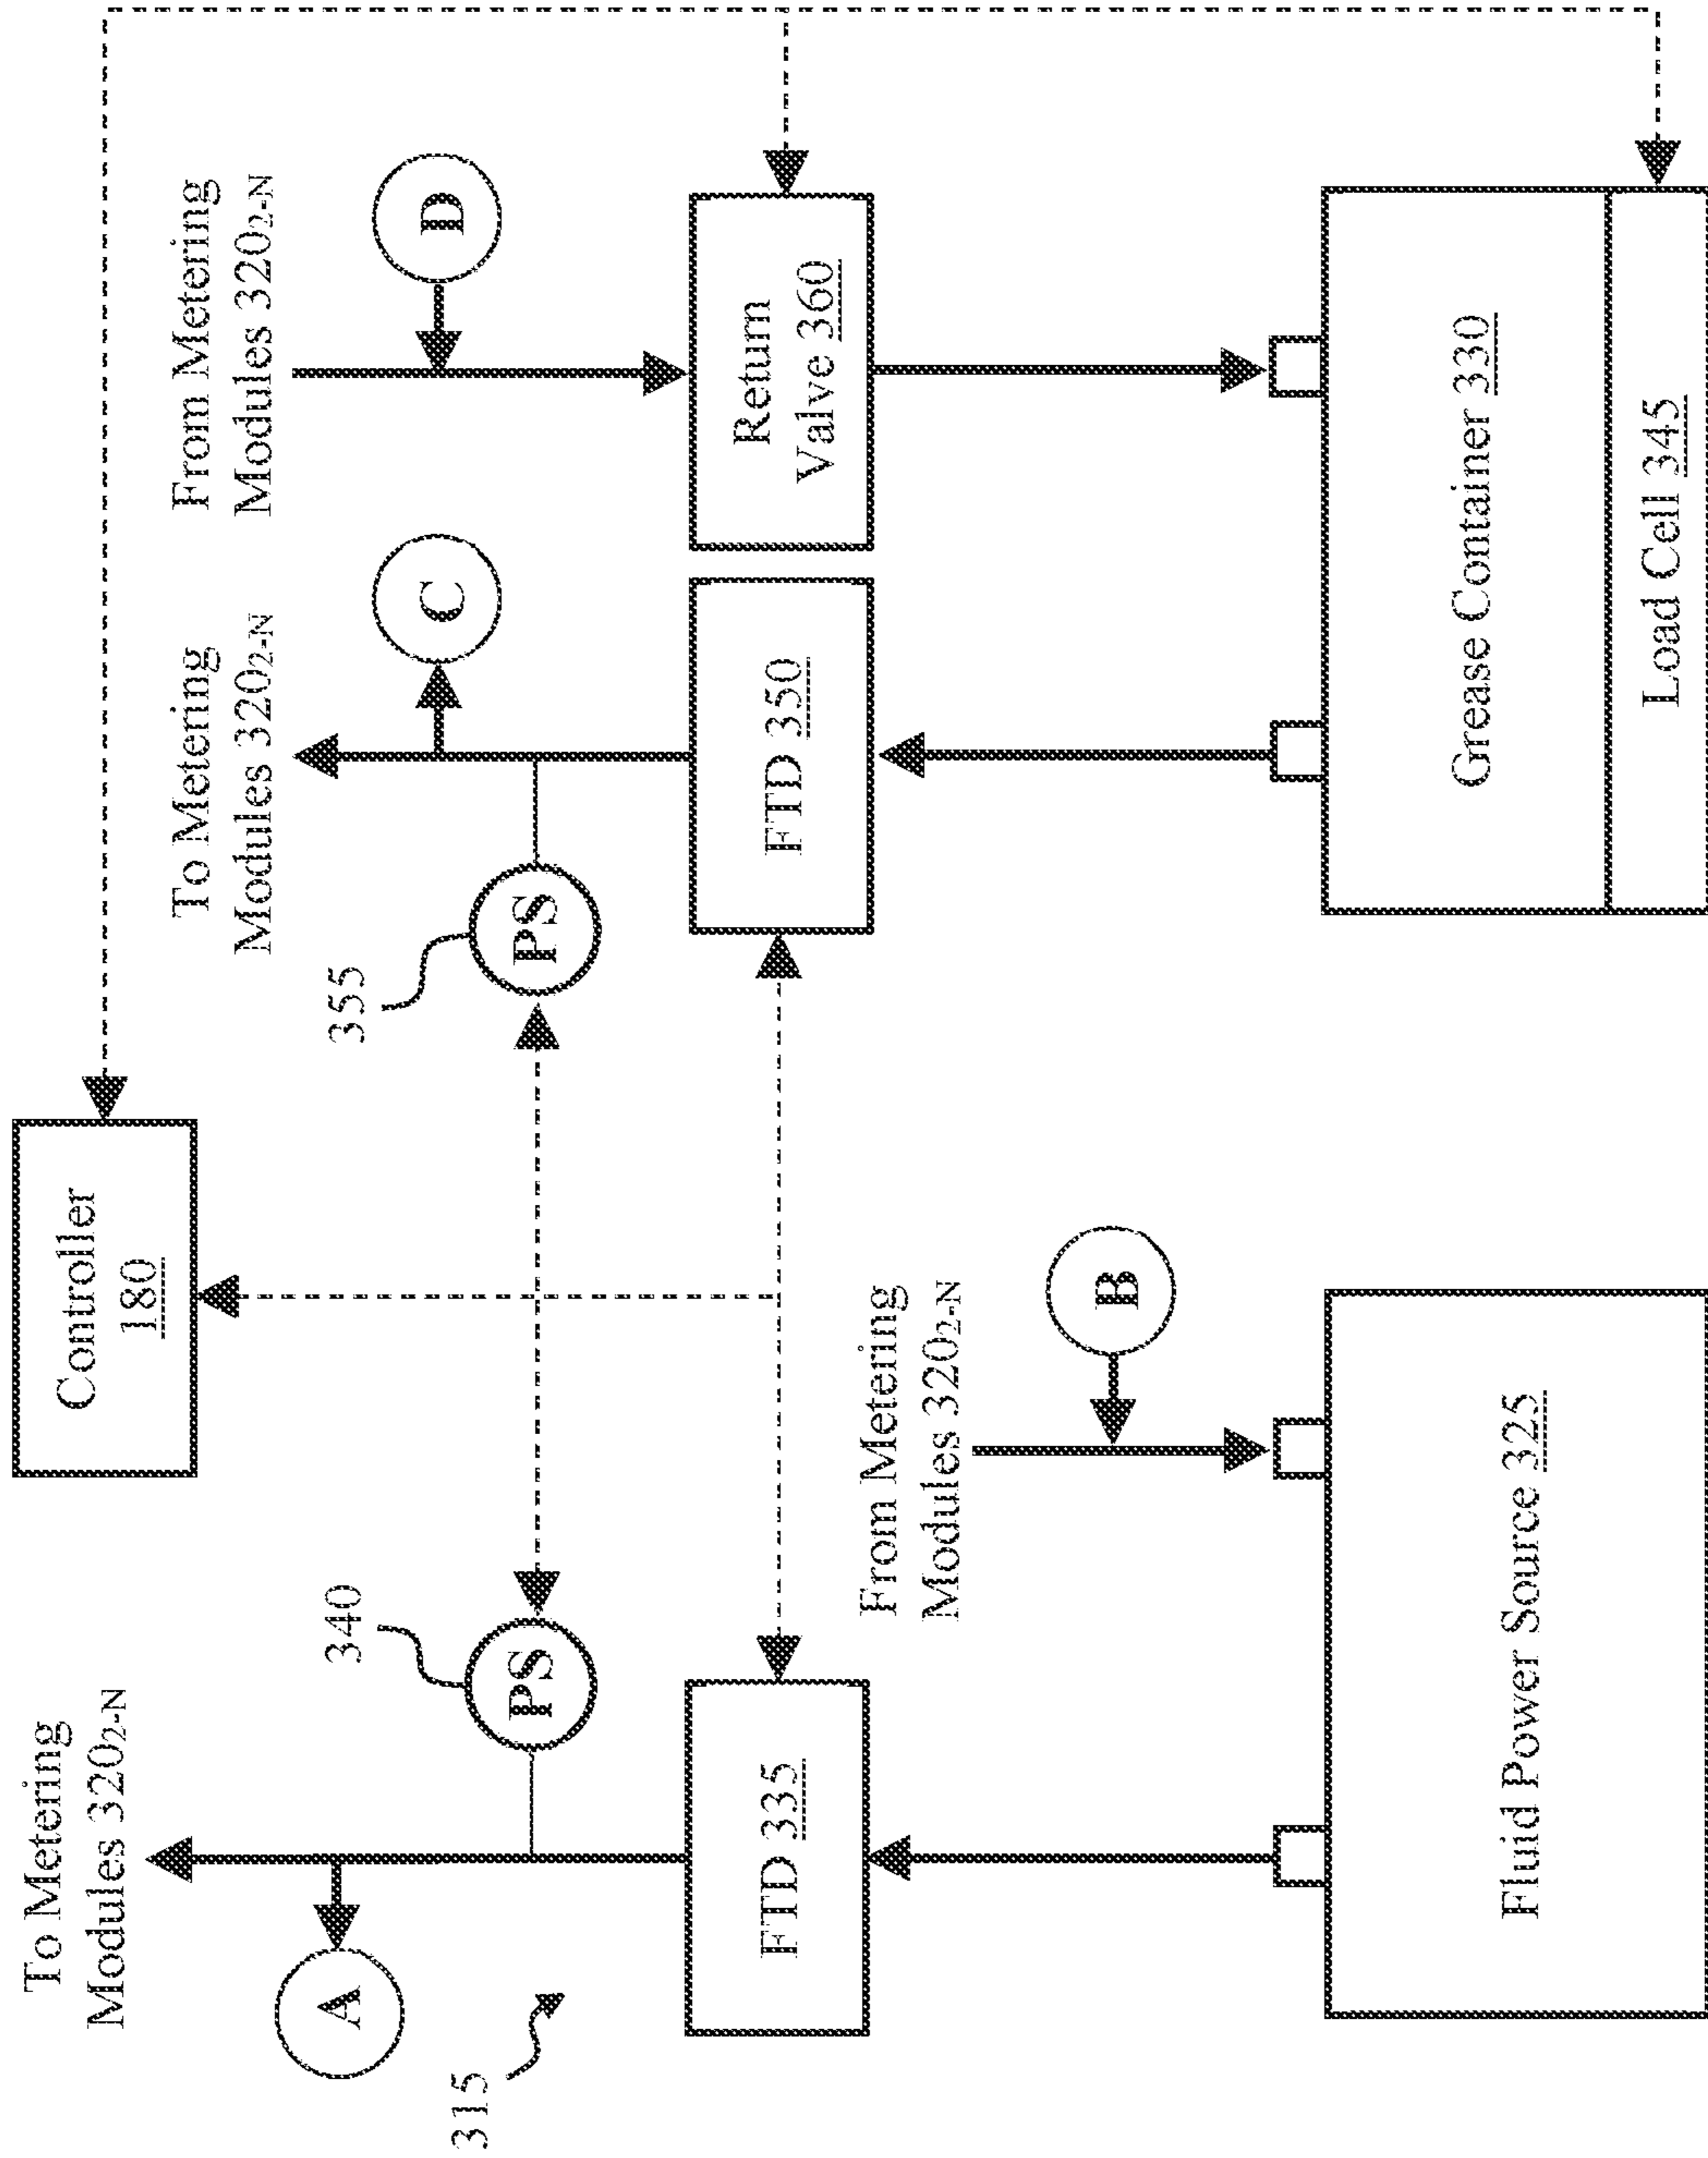 Controller
180
To Metering
Modules 320₂₋N
A
340
PS
315
FTD 335
From Metering
Modules 320₂₋N
B
Fluid Power Source 325
To Metering
Modules 320₂₋N
C
355
PS
FTD 350
From Metering
Modules 320₂₋N
D
Return
Valve 360
Grease Container 330
Load Cell 345